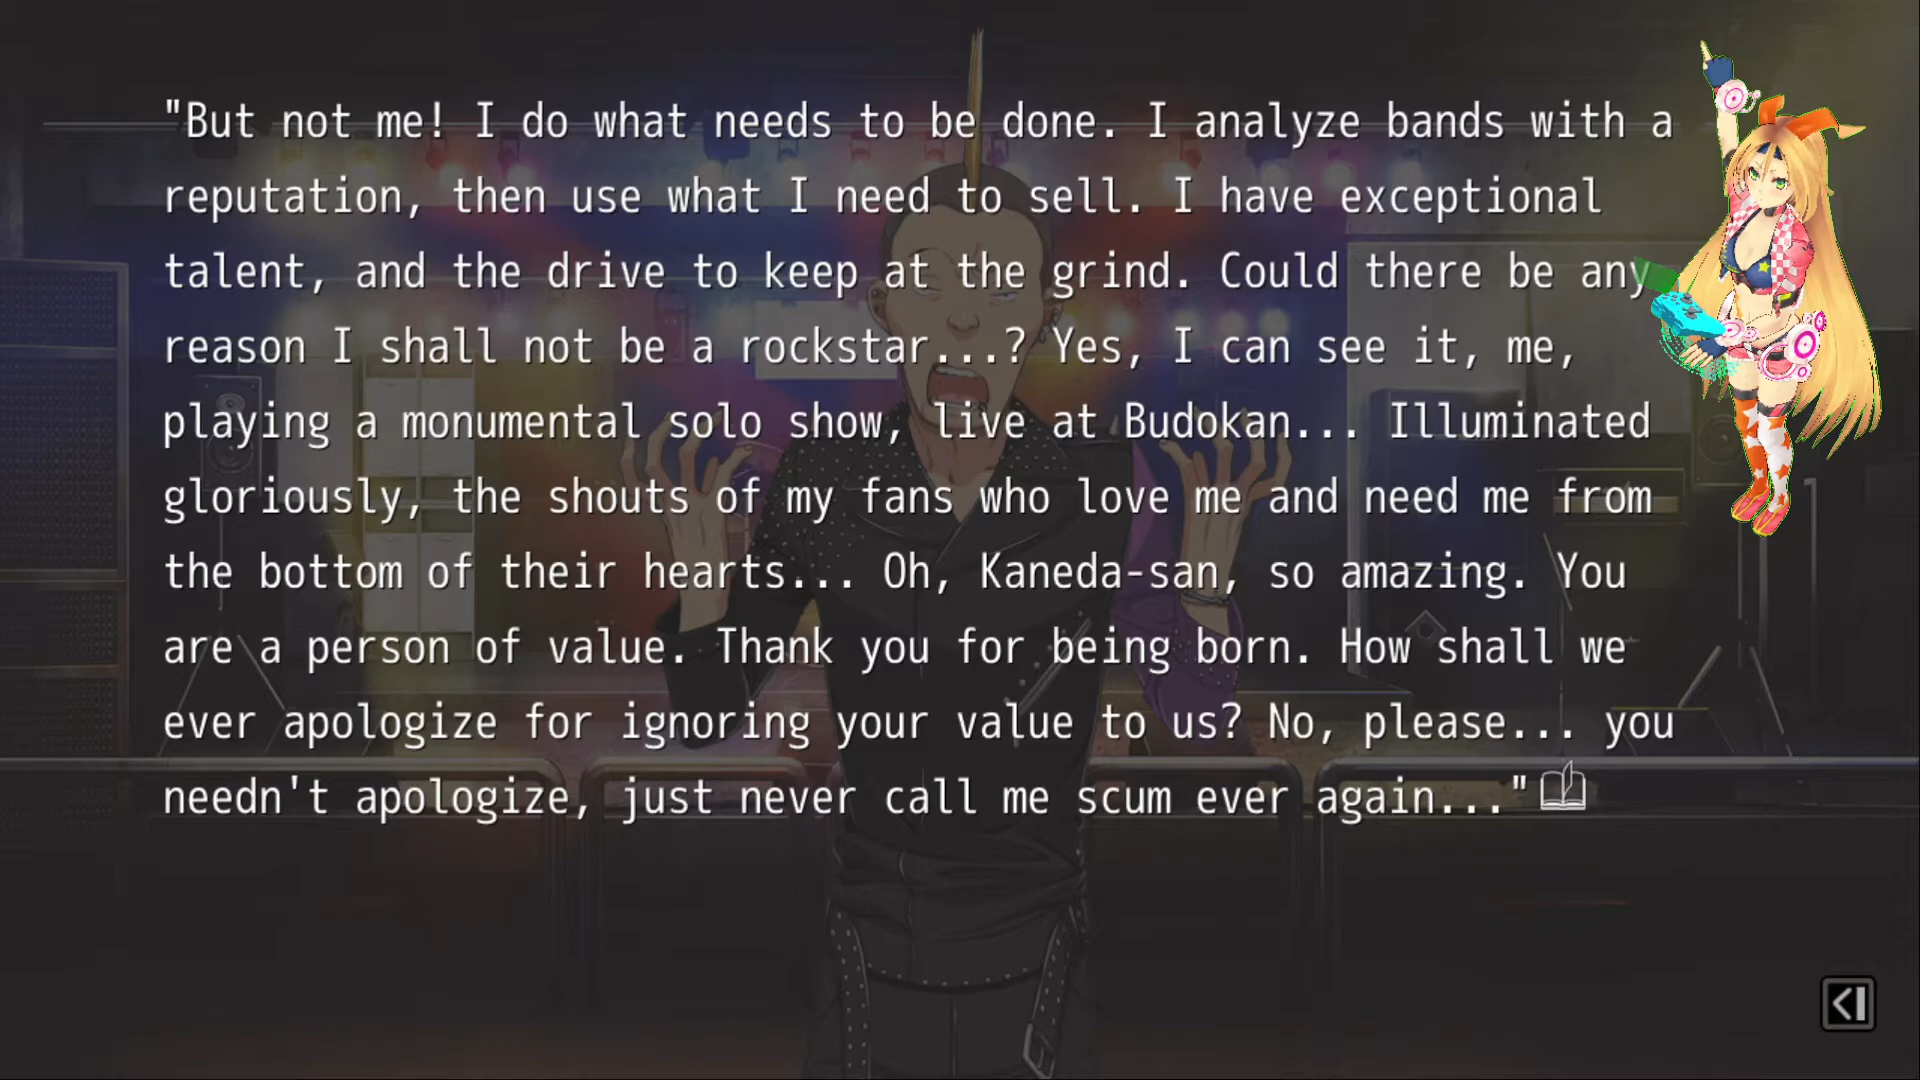 "But not me! I do what needs to be done. I analyze bands with a
reputation, then use what I need to sell. I have exceptional
talent, and the drive to keep at the grind. Could there be any
reason I shall not be a rockstar...? Yes, I can see it, me,
playing a monumental solo show, live at Budokan... Illuminated
gloriously, the shouts of my fans who love me and need me from
the bottom of their hearts... Oh, Kaneda-san, so amazing. You
are a person of value. Thank you for being born. How shall we
ever apologize for ignoring your value to us? No, please... you
needn't apologize, just never call me scum ever again..."